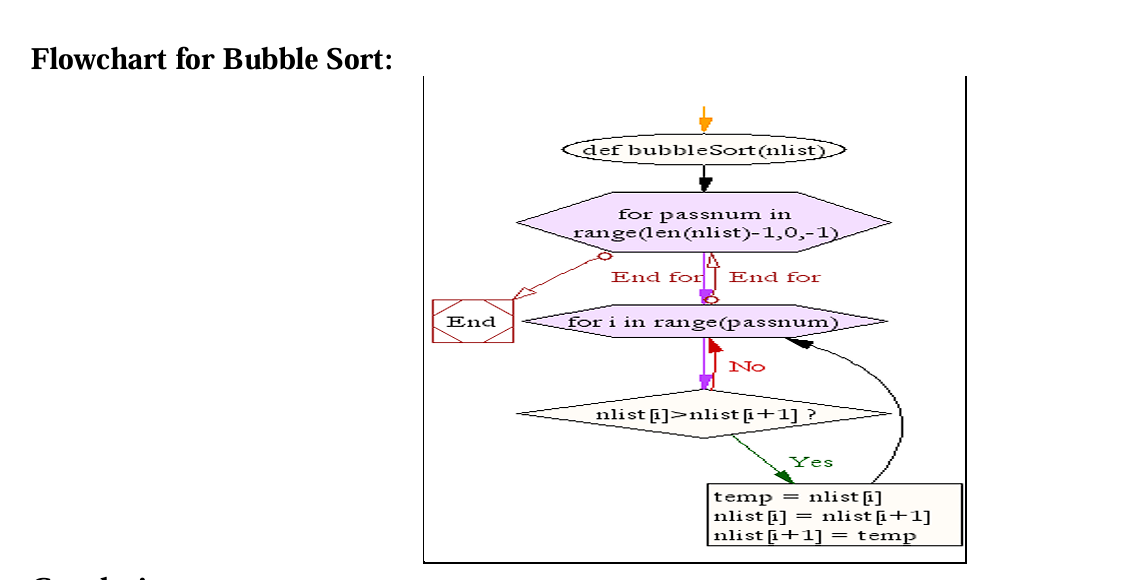 Flowchart for Bubble Sort:
def bubbleSort(nlist)
for passnum in
range(len(nlist)-1,0,-1)
End for
End for
End
for i in range(passnum)
No
nlist[i]>nlist[i+1] ?
Yes
temp = nlist[i]
nlist[i] = nlist[i+1]
nlist[i+1] = temp